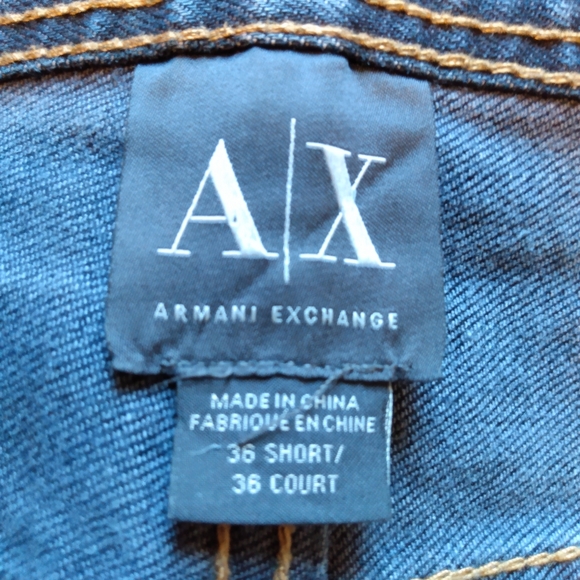 A|X
ARMANI EXCHANGE
MADE IN CHINA
FABRIQUE EN CHINE
36 SHORT/
36 COURT